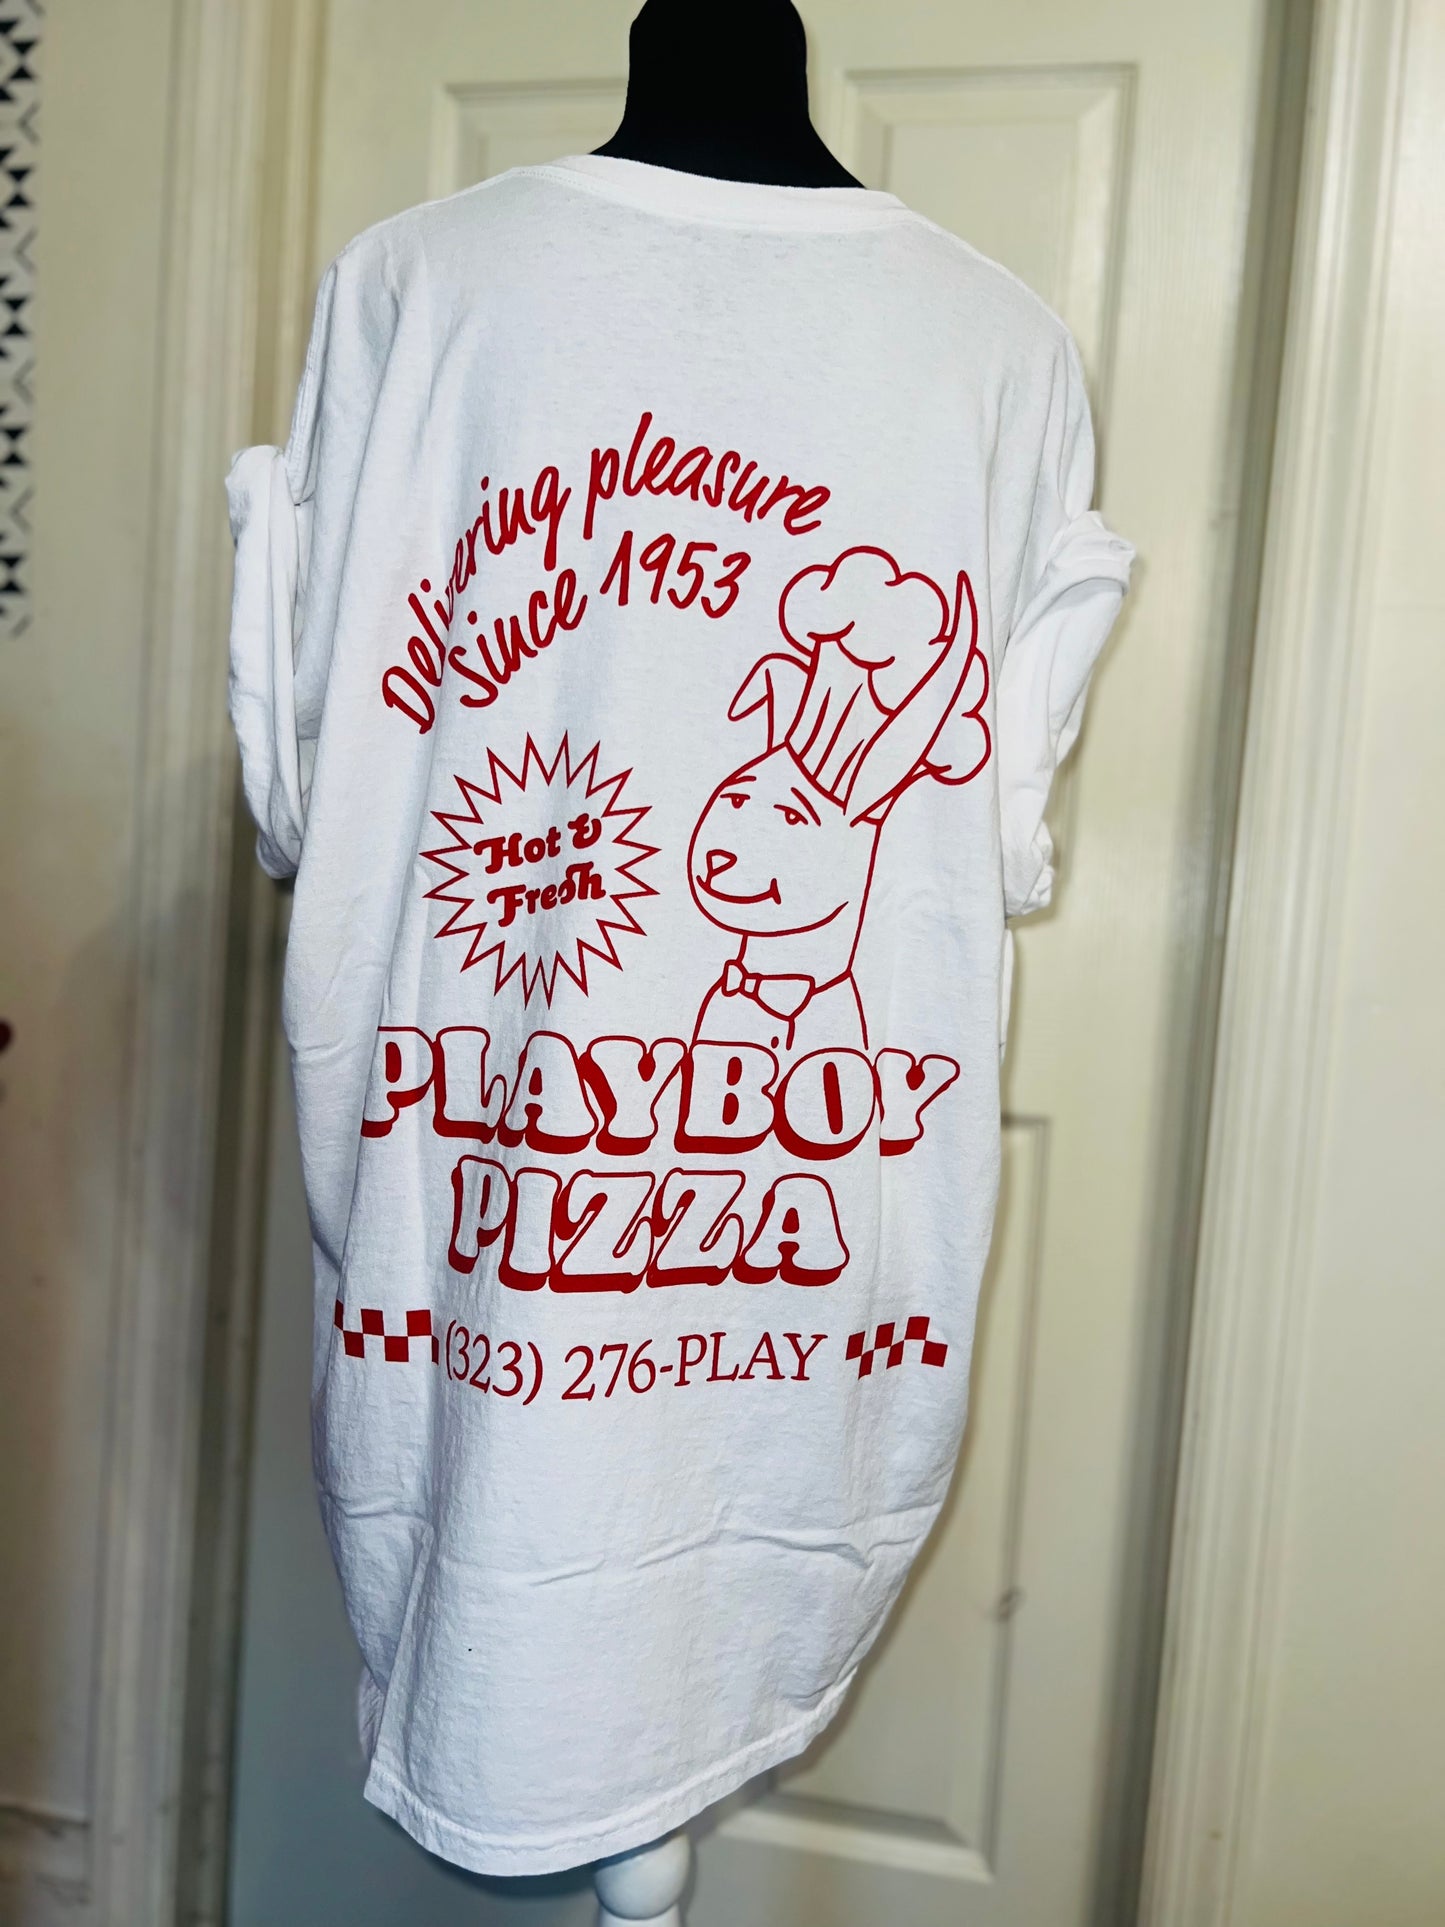 Delivering pleasure
Since 1953
Hot &
Fresh
PLAYBOY
PIZZA
(323) 276-PLAY